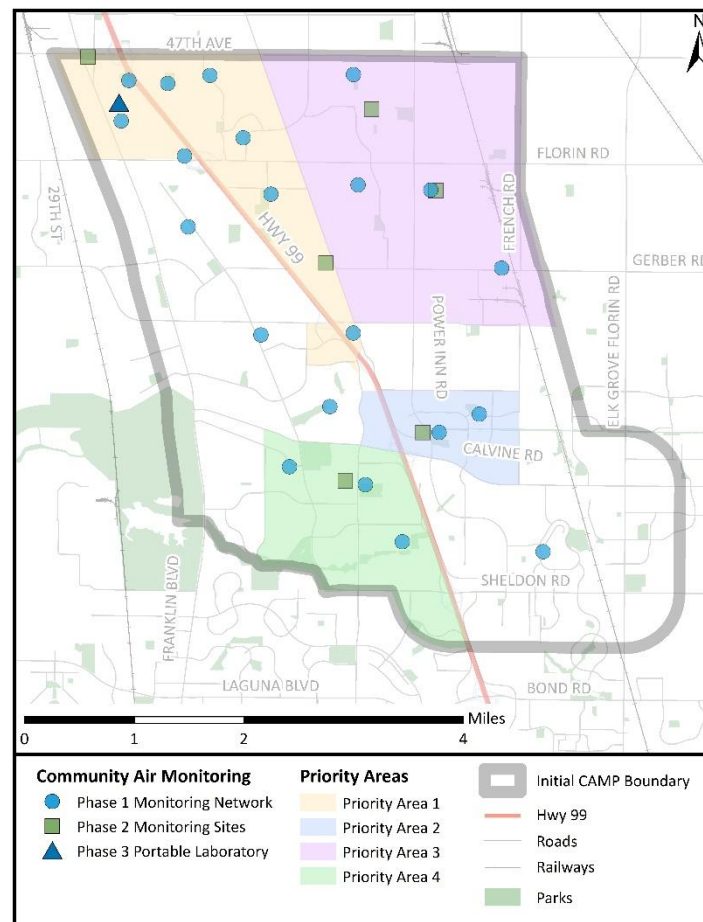 N
47TH AVE
FLORIN RD
29TH ST
HWY 99
FRENCH RD
GERBER RD
POWER INN RD
ELK GROVE FLORIN RD
CALVINE RD
FRANKLIN BLVD
SHELDON RD
LAGUNA BLVD
BOND RD
Miles
0 1 2 4
Community Air Monitoring
Phase 1 Monitoring Network
Phase 2 Monitoring Sites
Phase 3 Portable Laboratory
Priority Areas
Priority Area 1
Priority Area 2
Priority Area 3
Priority Area 4
Initial CAMP Boundary
Hwy 99
Roads
Railways
Parks